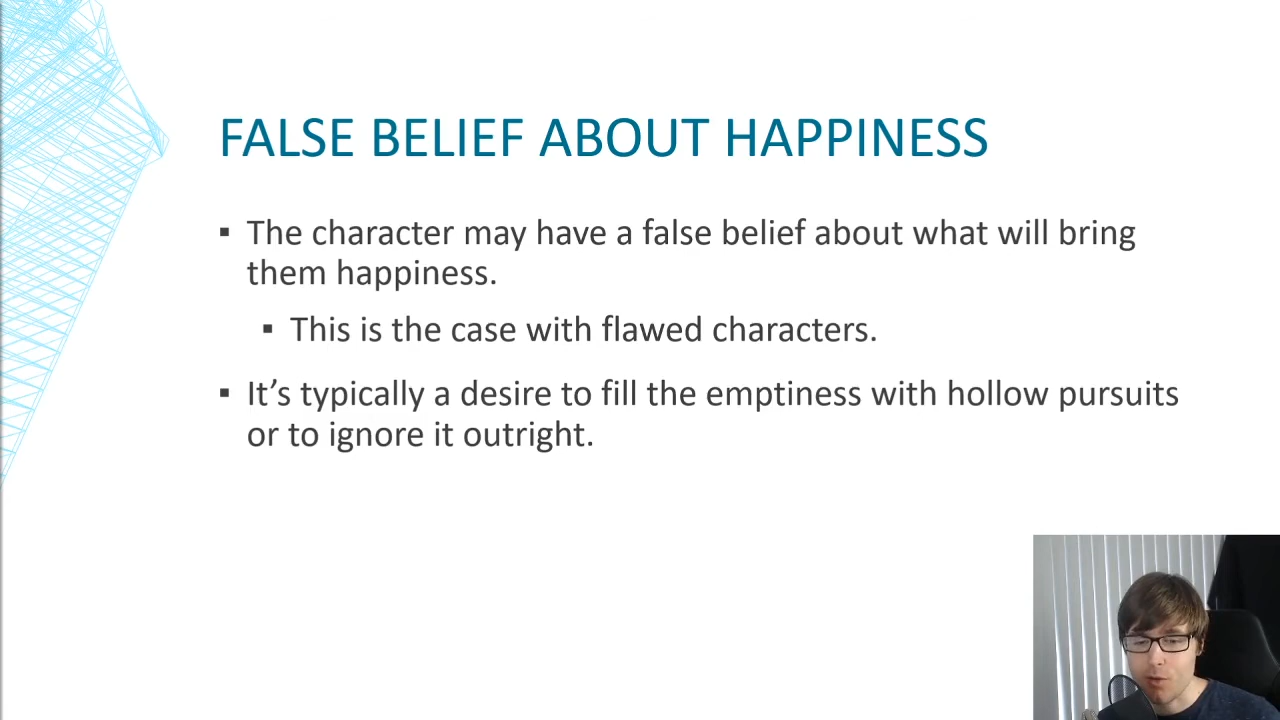 FALSE BELIEF ABOUT HAPPINESS
▪ The character may have a false belief about what will bring
them happiness.
▪ This is the case with flawed characters.
▪ It’s typically a desire to fill the emptiness with hollow pursuits
or to ignore it outright.